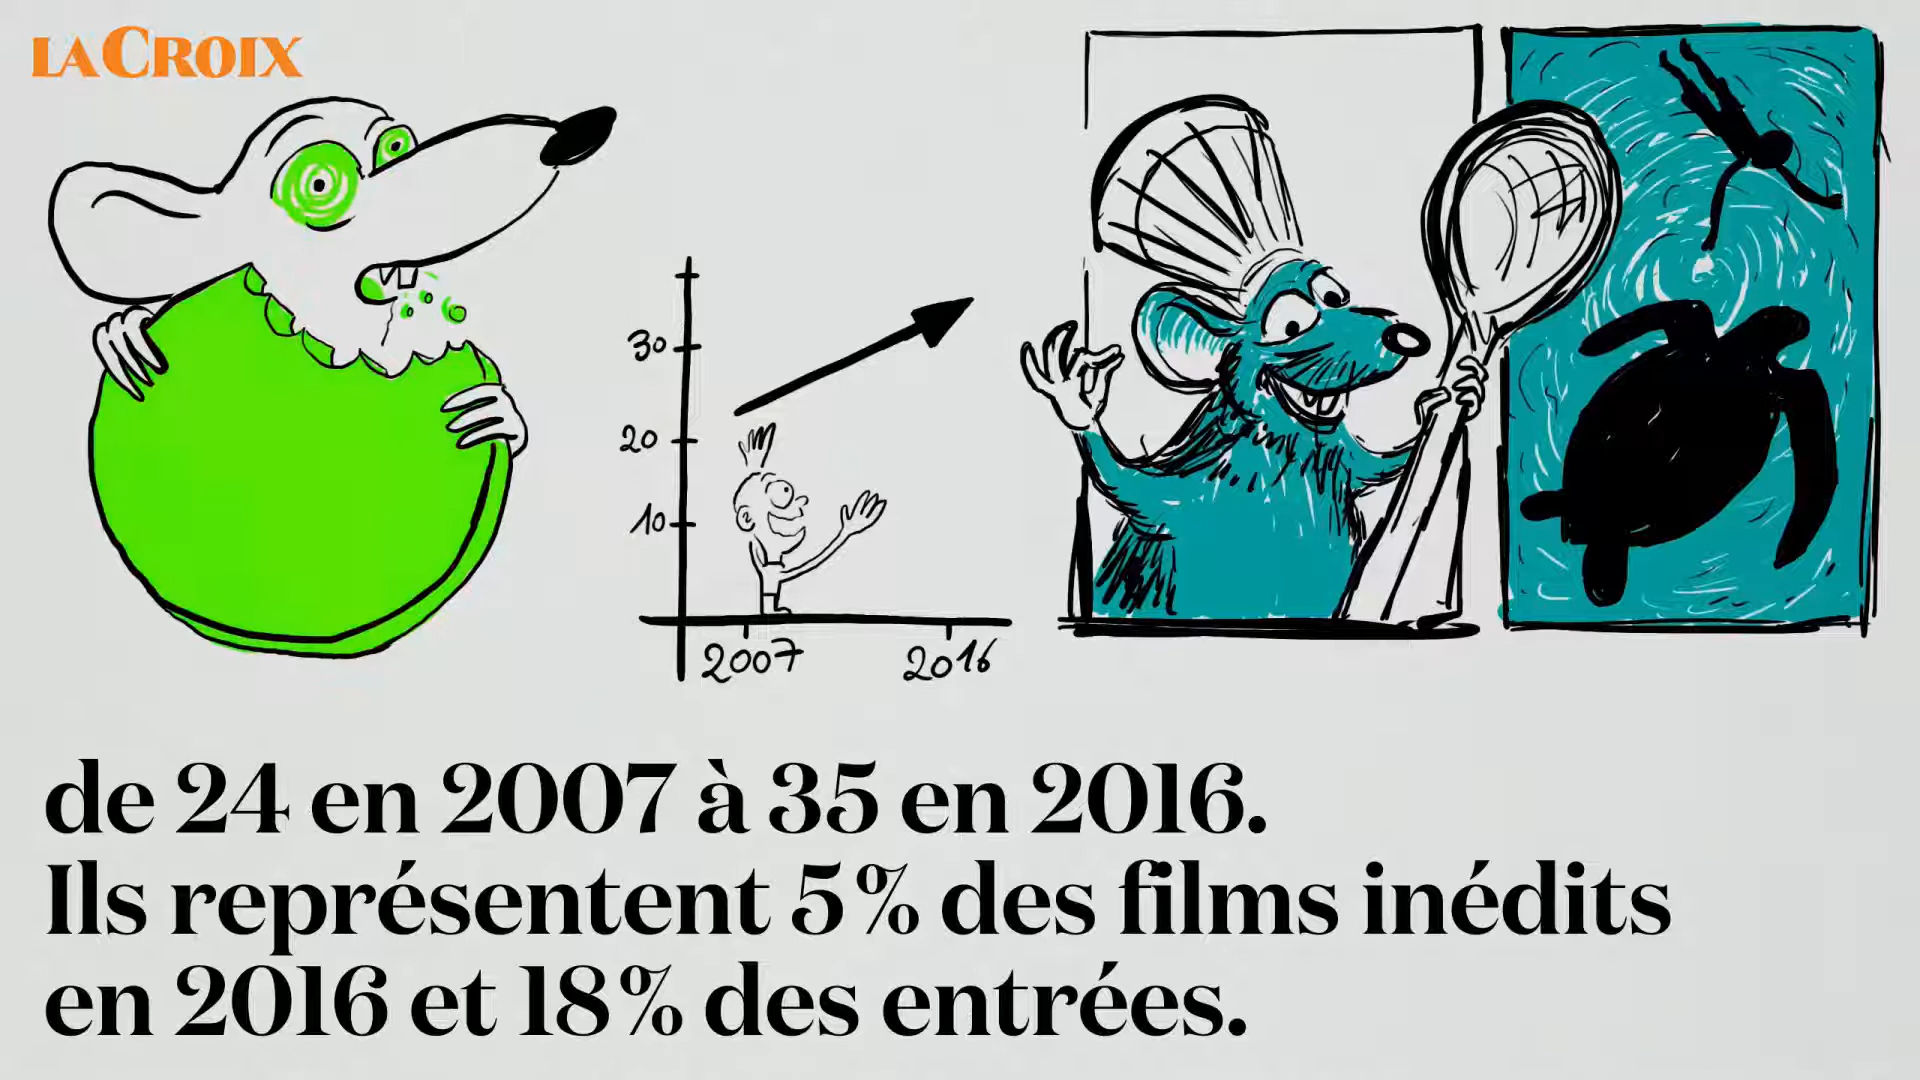 LA CROIX
30
20
10
2007 2016
de 24 en 2007 à 35 en 2016.
Ils représentent 5% des films inédits
en 2016 et 18% des entrées.